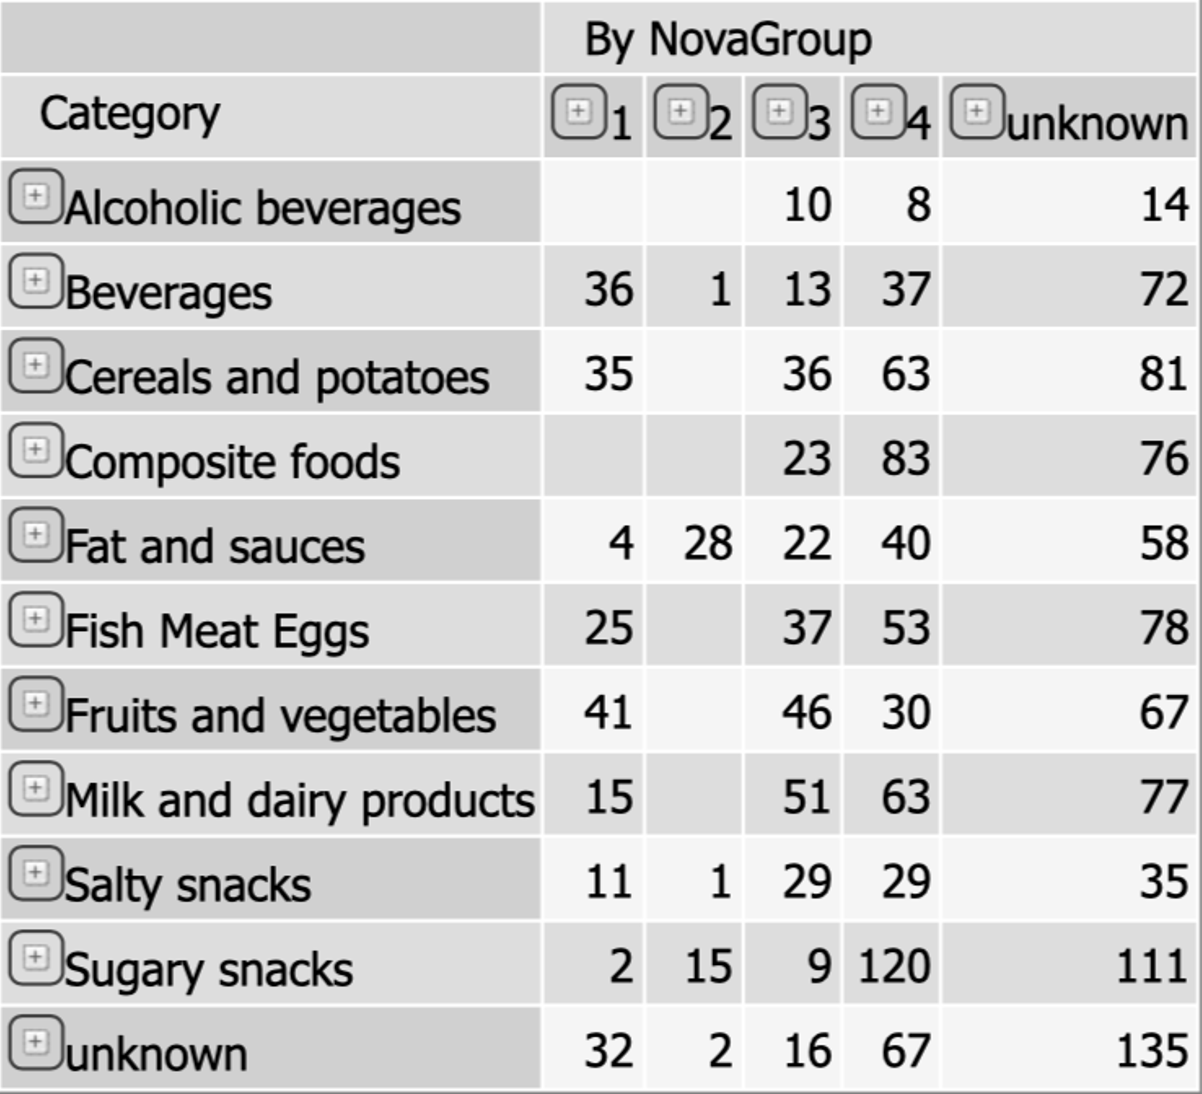 By NovaGroup
Category 1 2 3 4 unknown
Alcoholic beverages 10 8 14
Beverages 36 1 13 37 72
Cereals and potatoes 35 36 63 81
Composite foods 23 83 76
Fat and sauces 4 28 22 40 58
Fish Meat Eggs 25 37 53 78
Fruits and vegetables 41 46 30 67
Milk and dairy products 15 51 63 77
Salty snacks 11 1 29 29 35
Sugary snacks 2 15 9 120 111
unknown 32 2 16 67 135